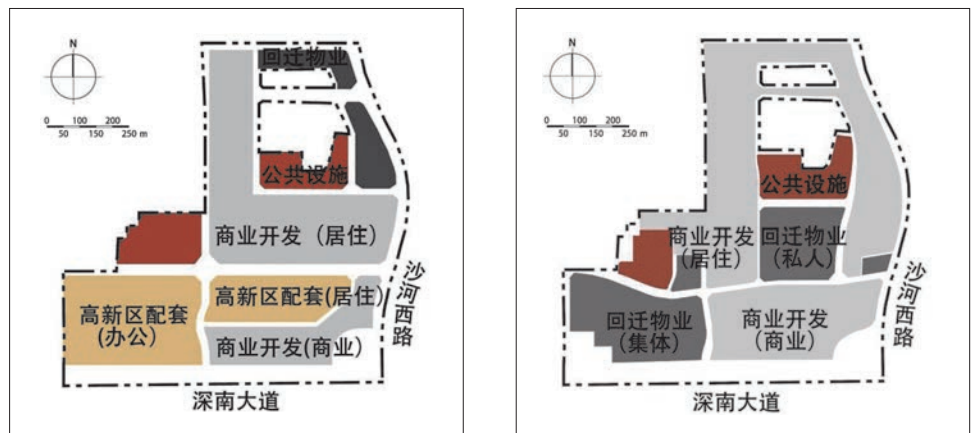 N
0 100 200
50 150 250 m
回迁物业
公共设施
商业开发（居住）
高新区配套(居住)
高新区配套
(办公)
商业开发(商业)
沙河西路
深南大道
N
0 100 200
50 150 250 m
公共设施
商业开发
(居住)
回迁物业
(私人)
回迁物业
（集体）
商业开发
(商业)
沙河西路
深南大道